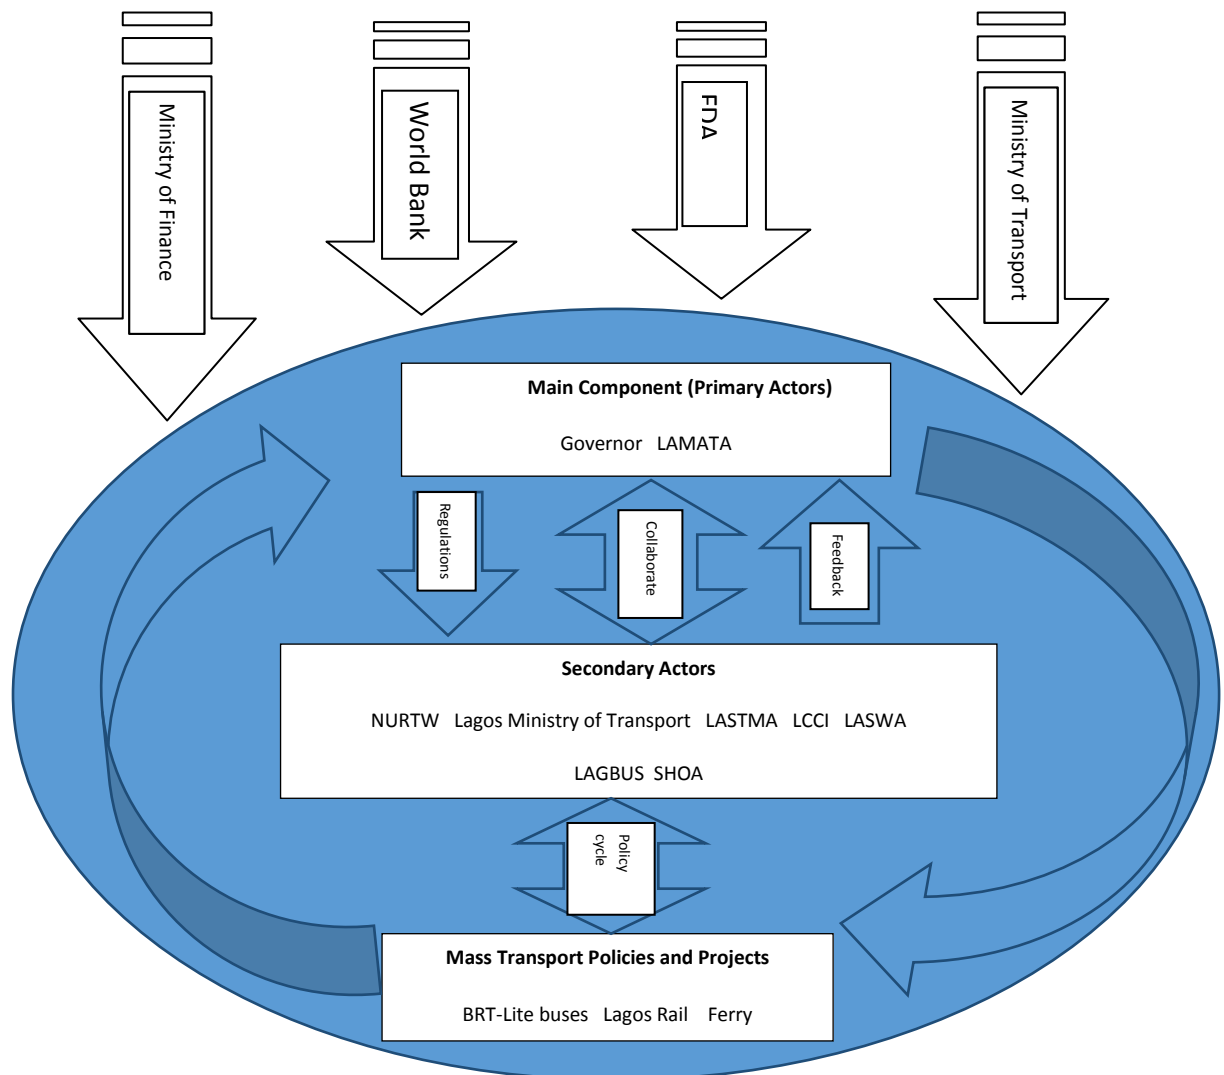 Ministry of Finance
World Bank
FDA
Ministry of Transport
Main Component (Primary Actors)
Governor LAMATA
Regulations
Collaborate
Feedback
Secondary Actors
NURTW Lagos Ministry of Transport LASTMA LCCI LASWA
LAGBUS SHOA
Policy
cycle
Mass Transport Policies and Projects
BRT-Lite buses Lagos Rail Ferry